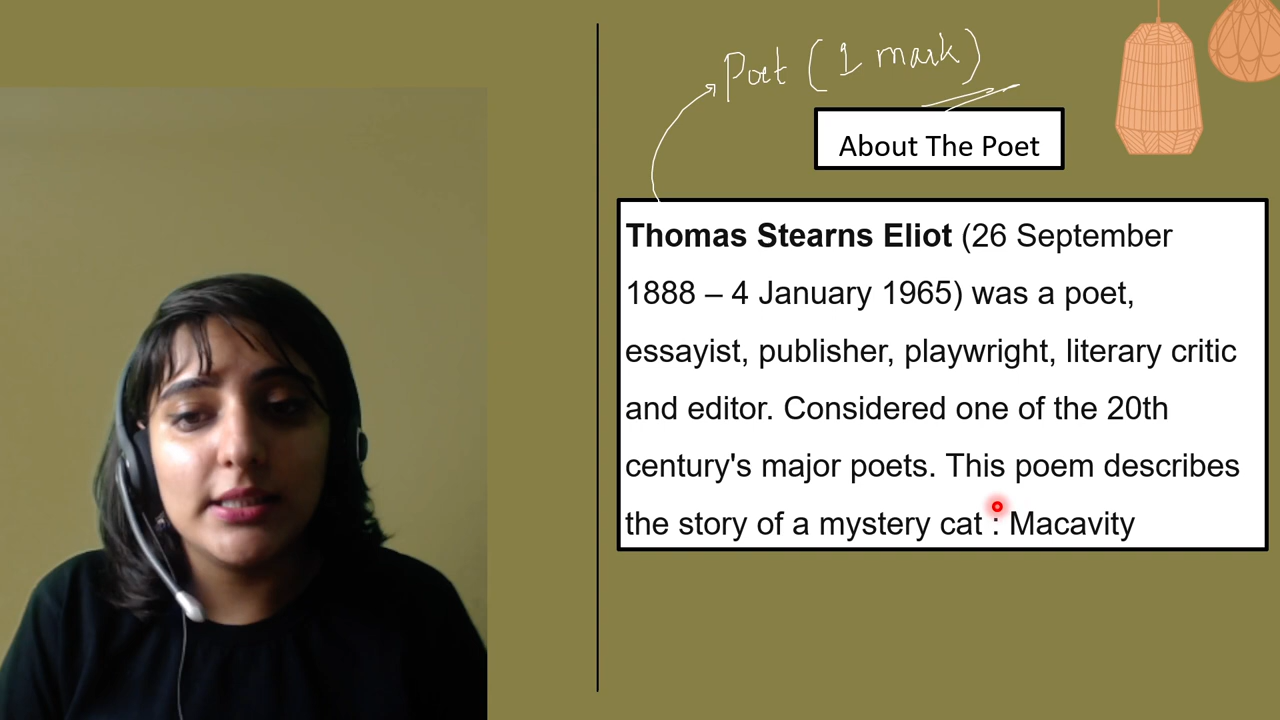 Poet (1 mark)
About The Poet
Thomas Stearns Eliot (26 September
1888 – 4 January 1965) was a poet,
essayist, publisher, playwright, literary critic
and editor. Considered one of the 20th
century's major poets. This poem describes
the story of a mystery cat : Macavity